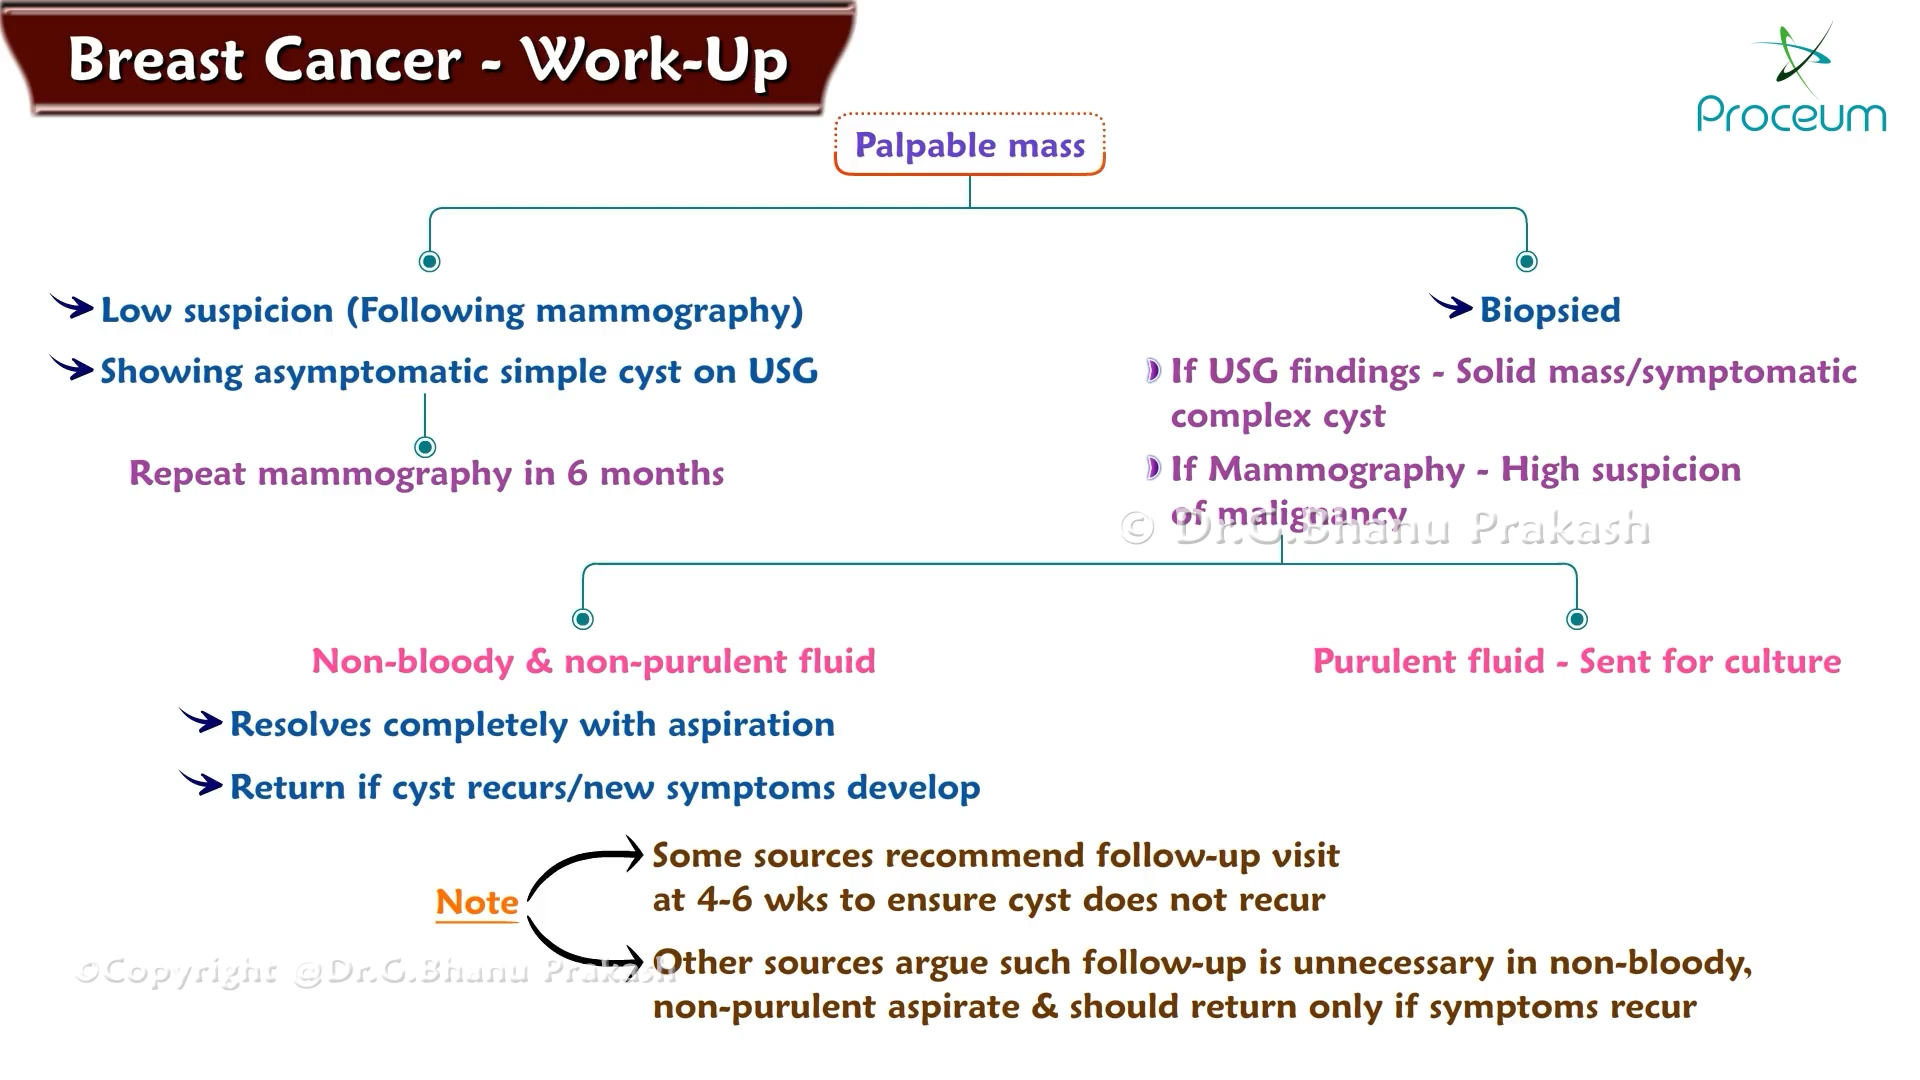 Breast Cancer - Work-Up
Proceum
Palpable mass
Low suspicion (Following mammography)
Showing asymptomatic simple cyst on USG
Repeat mammography in 6 months
Biopsied
If USG findings - Solid mass/symptomatic
complex cyst
If Mammography - High suspicion
of malignancy
© Dr.G.Bhanu Prakash
Non-bloody & non-purulent fluid
Resolves completely with aspiration
Return if cyst recurs/new symptoms develop
Purulent fluid - Sent for culture
Note
Some sources recommend follow-up visit
at 4-6 wks to ensure cyst does not recur
Other sources argue such follow-up is unnecessary in non-bloody,
non-purulent aspirate & should return only if symptoms recur
©Copyright @Dr.G.Bhanu Prakash